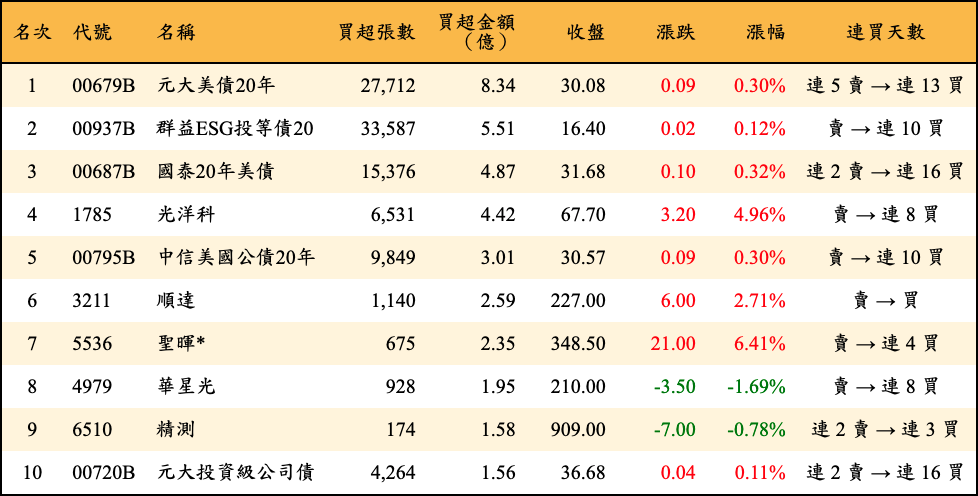 名次 代號 名稱 買超張數 買超金額（億） 收盤 漲跌 漲幅 連買天數
1 00679B 元大美債20年 27,712 8.34 30.08 0.09 0.30% 連 5 賣 → 連 13 買
2 00937B 群益ESG投等債20 33,587 5.51 16.40 0.02 0.12% 賣 → 連 10 買
3 00687B 國泰20年美債 15,376 4.87 31.68 0.10 0.32% 連 2 賣 → 連 16 買
4 1785 光洋科 6,531 4.42 67.70 3.20 4.96% 賣 → 連 8 買
5 00795B 中信美國公債20年 9,849 3.01 30.57 0.09 0.30% 賣 → 連 10 買
6 3211 順達 1,140 2.59 227.00 6.00 2.71% 賣 → 買
7 5536 聖暉* 675 2.35 348.50 21.00 6.41% 賣 → 連 4 買
8 4979 華星光 928 1.95 210.00 -3.50 -1.69% 賣 → 連 8 買
9 6510 精測 174 1.58 909.00 -7.00 -0.78% 連 2 賣 → 連 3 買
10 00720B 元大投資級公司債 4,264 1.56 36.68 0.04 0.11% 連 2 賣 → 連 16 買